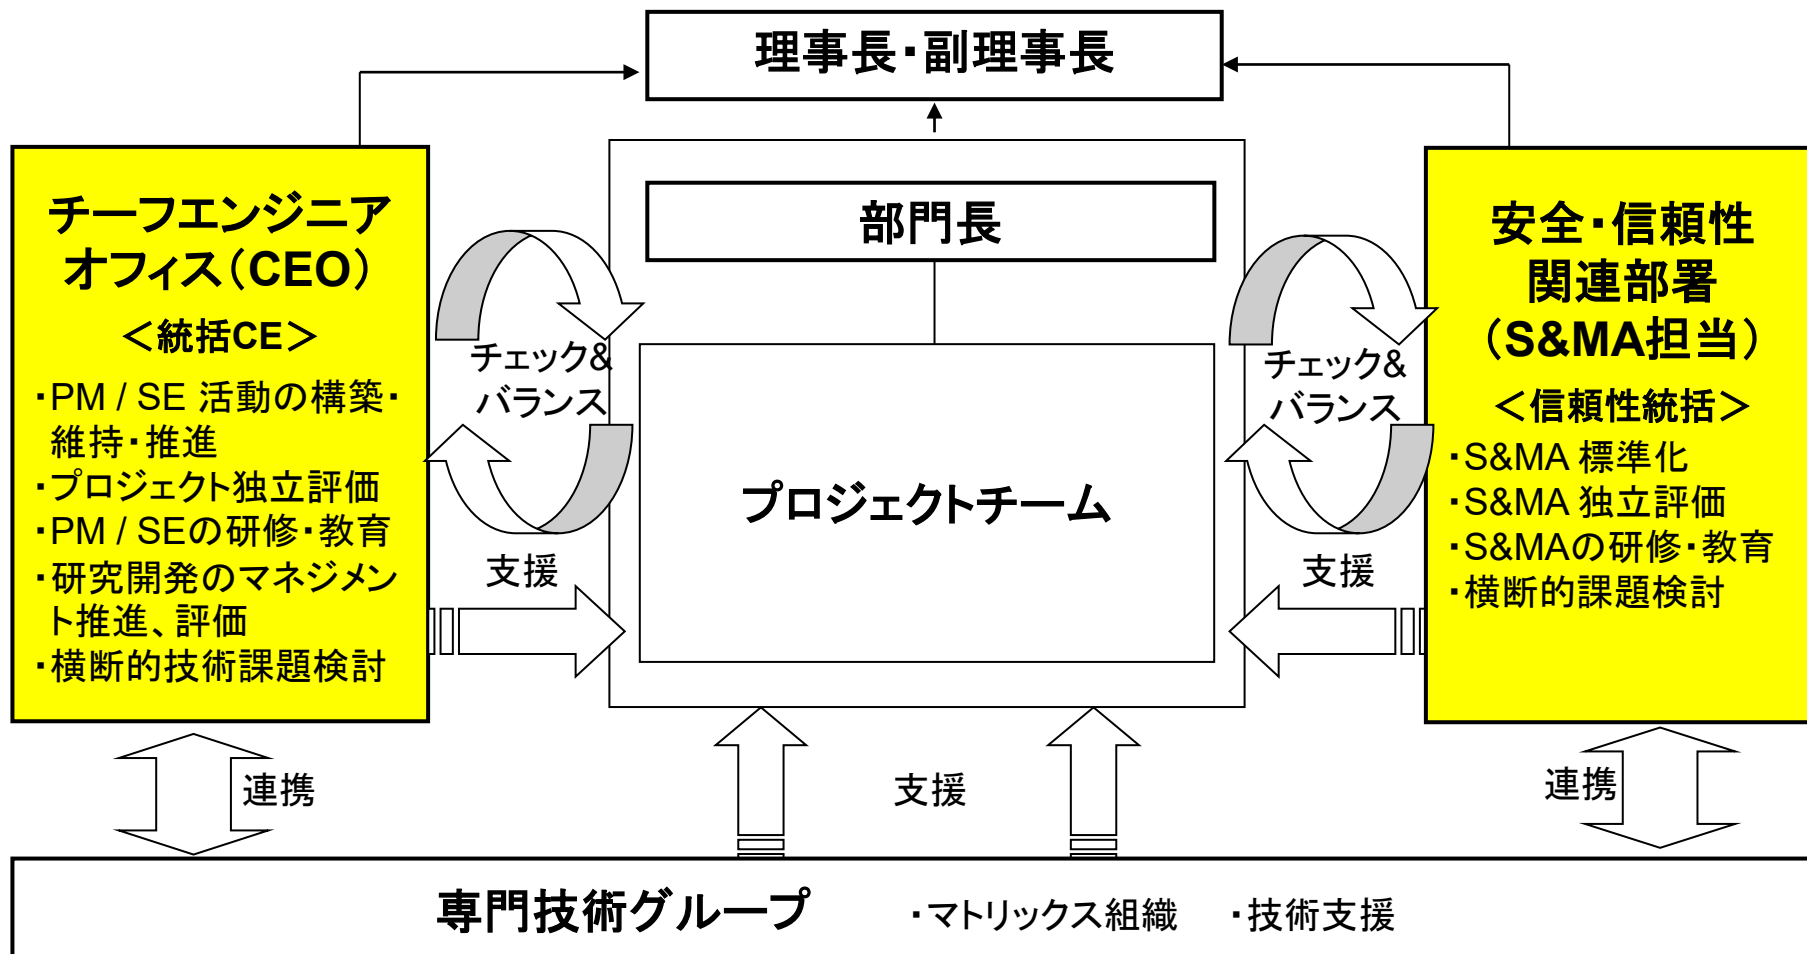 理事長・副理事長
チーフエンジニア
オフィス(CEO)
<統括CE>
・PM / SE 活動の構築・
維持・推進
・プロジェクト独立評価
・PM / SEの研修・教育
・研究開発のマネジメン
ト推進、評価
・横断的技術課題検討
チェック&
バランス
支援
部門長
プロジェクトチーム
チェック&
バランス
支援
安全・信頼性
関連部署
(S&MA担当)
<信頼性統括>
・S&MA 標準化
・S&MA 独立評価
・S&MAの研修・教育
・横断的課題検討
連携
支援
連携
専門技術グループ ・マトリックス組織 ・技術支援